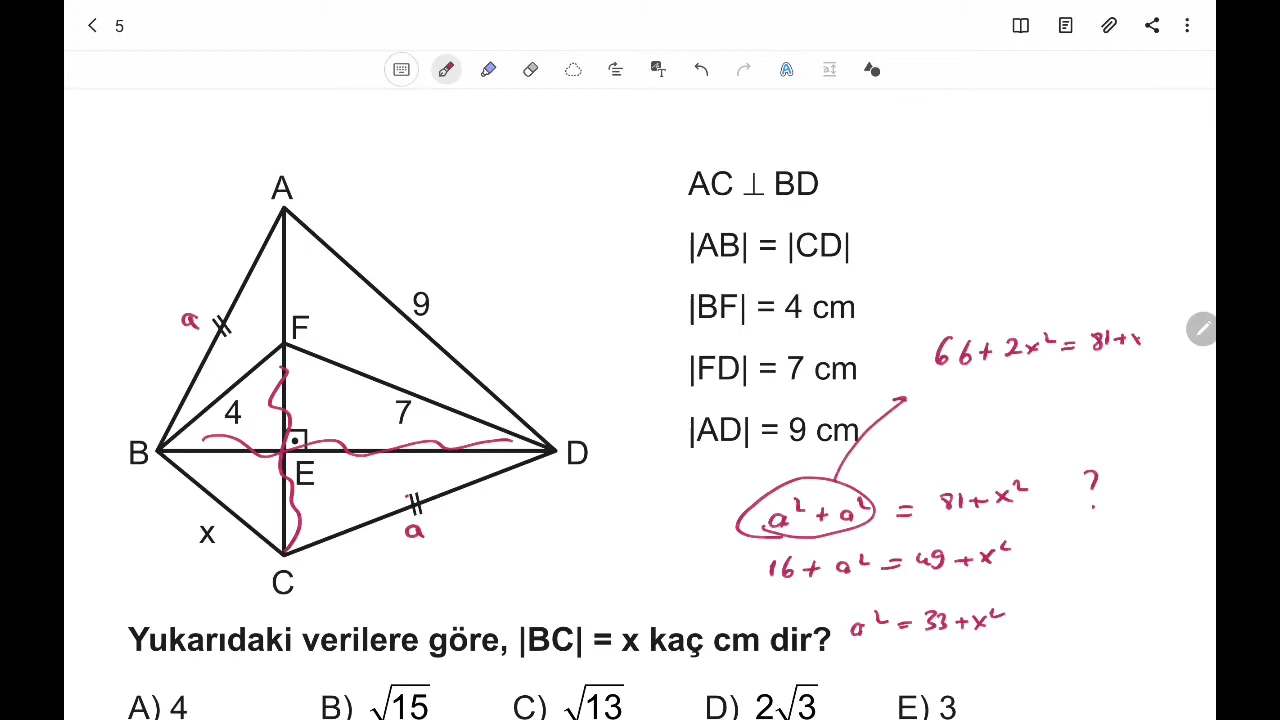 5
A
a
9
F
4
7
B
E
D
x
a
C
AC ⊥ BD
|AB| = |CD|
|BF| = 4 cm
|FD| = 7 cm
|AD| = 9 cm
66 + 2x² = 81 + x
a² + a² = 81 + x² ?
16 + a² = 49 + x²
a² = 33 + x²
Yukarıdaki verilere göre, |BC| = x kaç cm dir?
A) 4 B) √15 C) √13 D) 2√3 E) 3